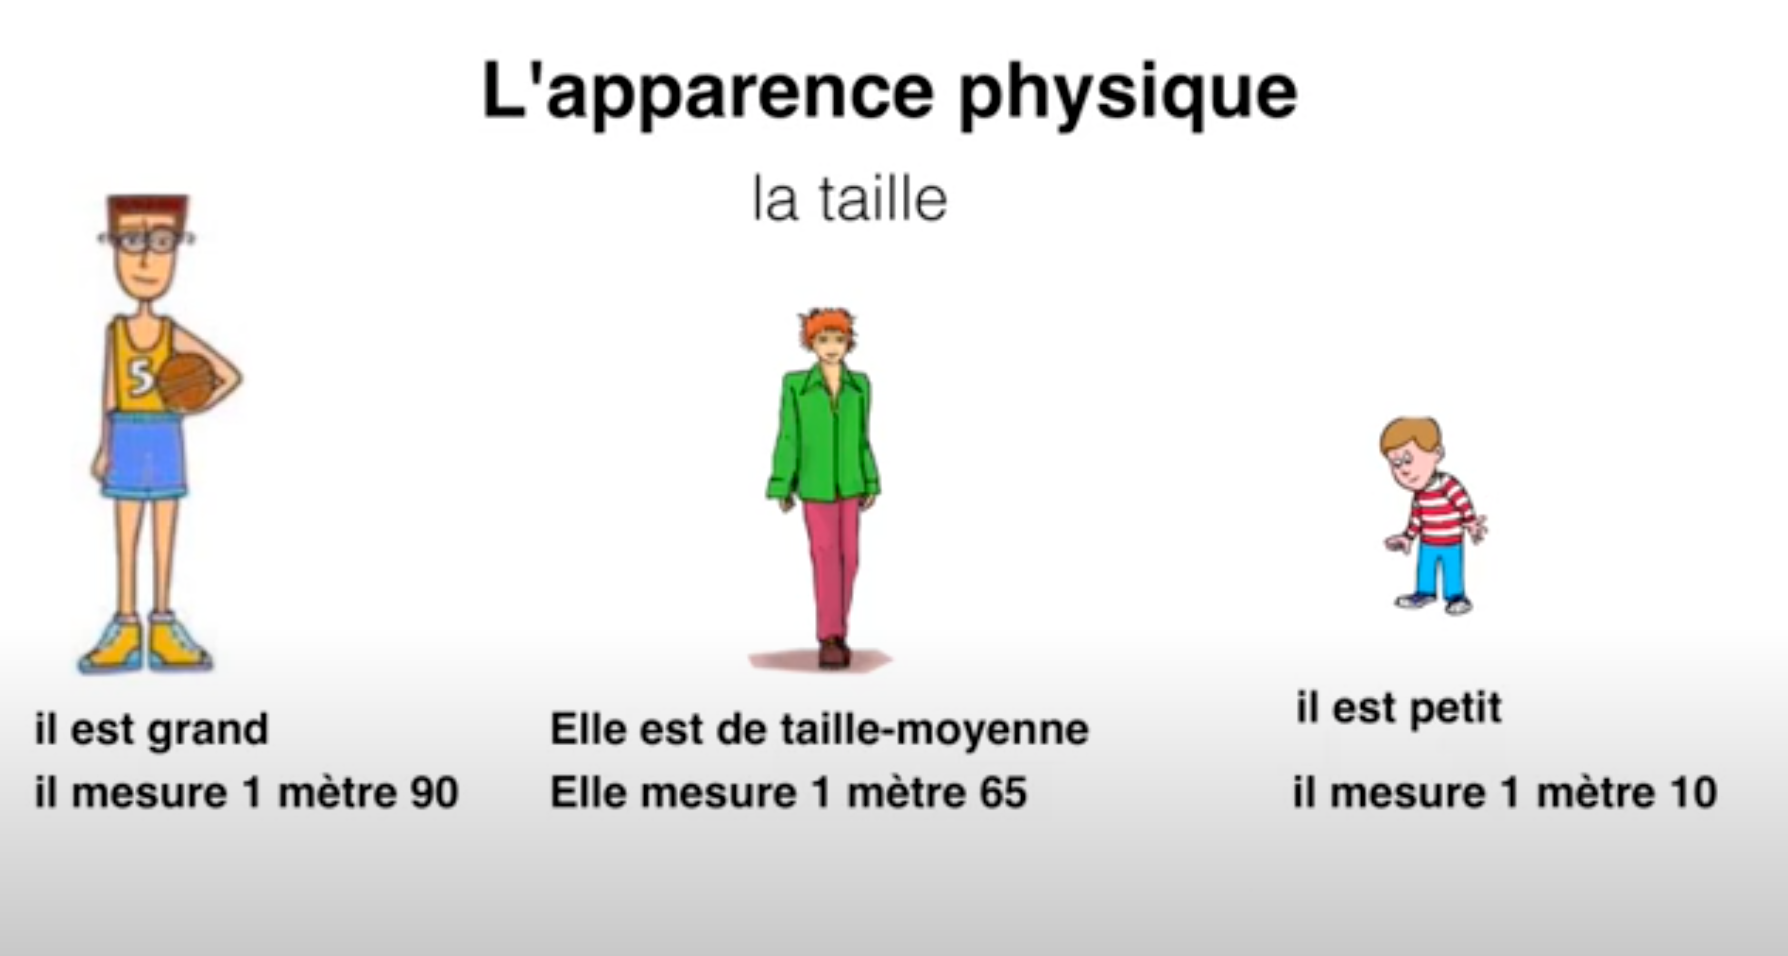 L'apparence physique
la taille
5
il est grand
il mesure 1 mètre 90
Elle est de taille-moyenne
Elle mesure 1 mètre 65
il est petit
il mesure 1 mètre 10